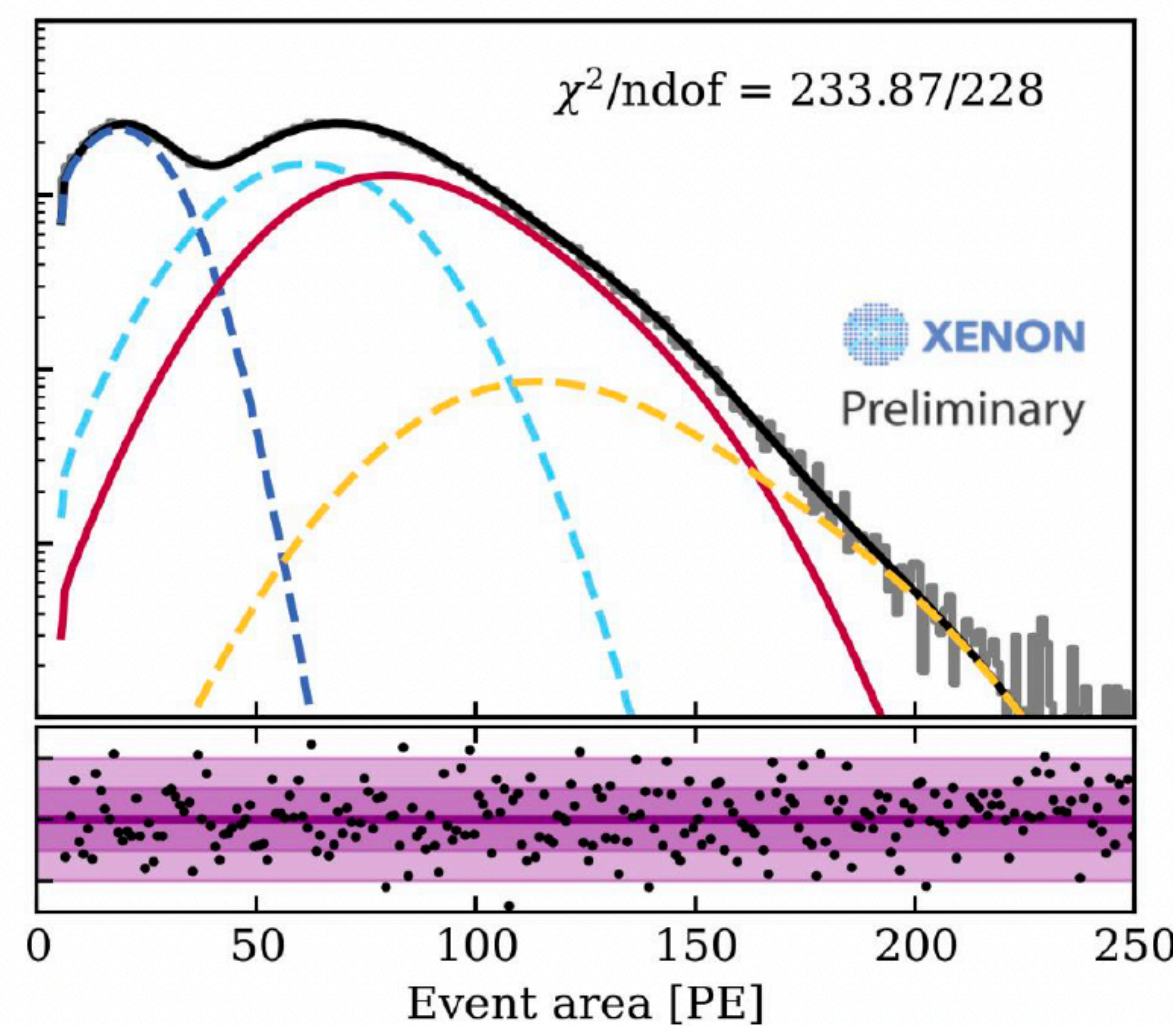 χ²/ndof = 233.87/228
XENON
Preliminary
0 50 100 150 200 250
Event area [PE]